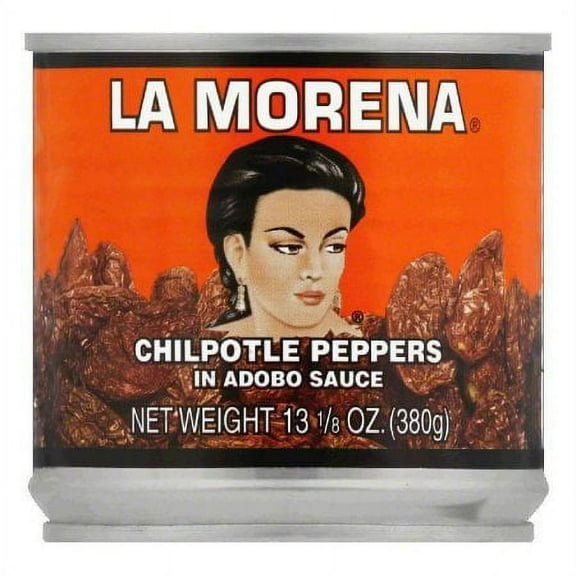 LA MORENA®
®
CHILPOTLE PEPPERS
IN ADOBO SAUCE
NET WEIGHT 13 1/8 OZ. (380g)